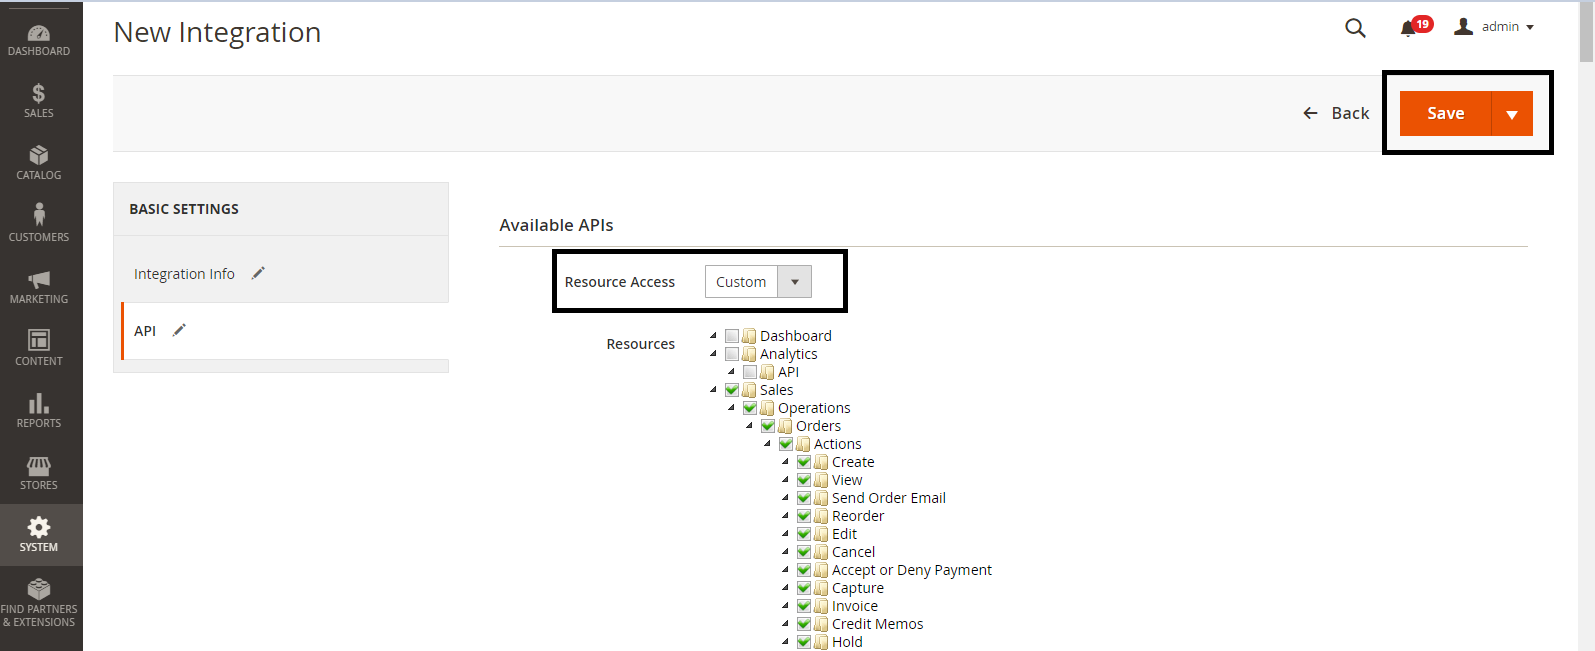 New Integration
19
admin
Back
Save
DASHBOARD
SALES
CATALOG
CUSTOMERS
MARKETING
CONTENT
REPORTS
STORES
SYSTEM
FIND PARTNERS
& EXTENSIONS
BASIC SETTINGS
Integration Info
API
Available APIs
Resource Access
Custom
Resources
Dashboard
Analytics
API
Sales
Operations
Orders
Actions
Create
View
Send Order Email
Reorder
Edit
Cancel
Accept or Deny Payment
Capture
Invoice
Credit Memos
Hold